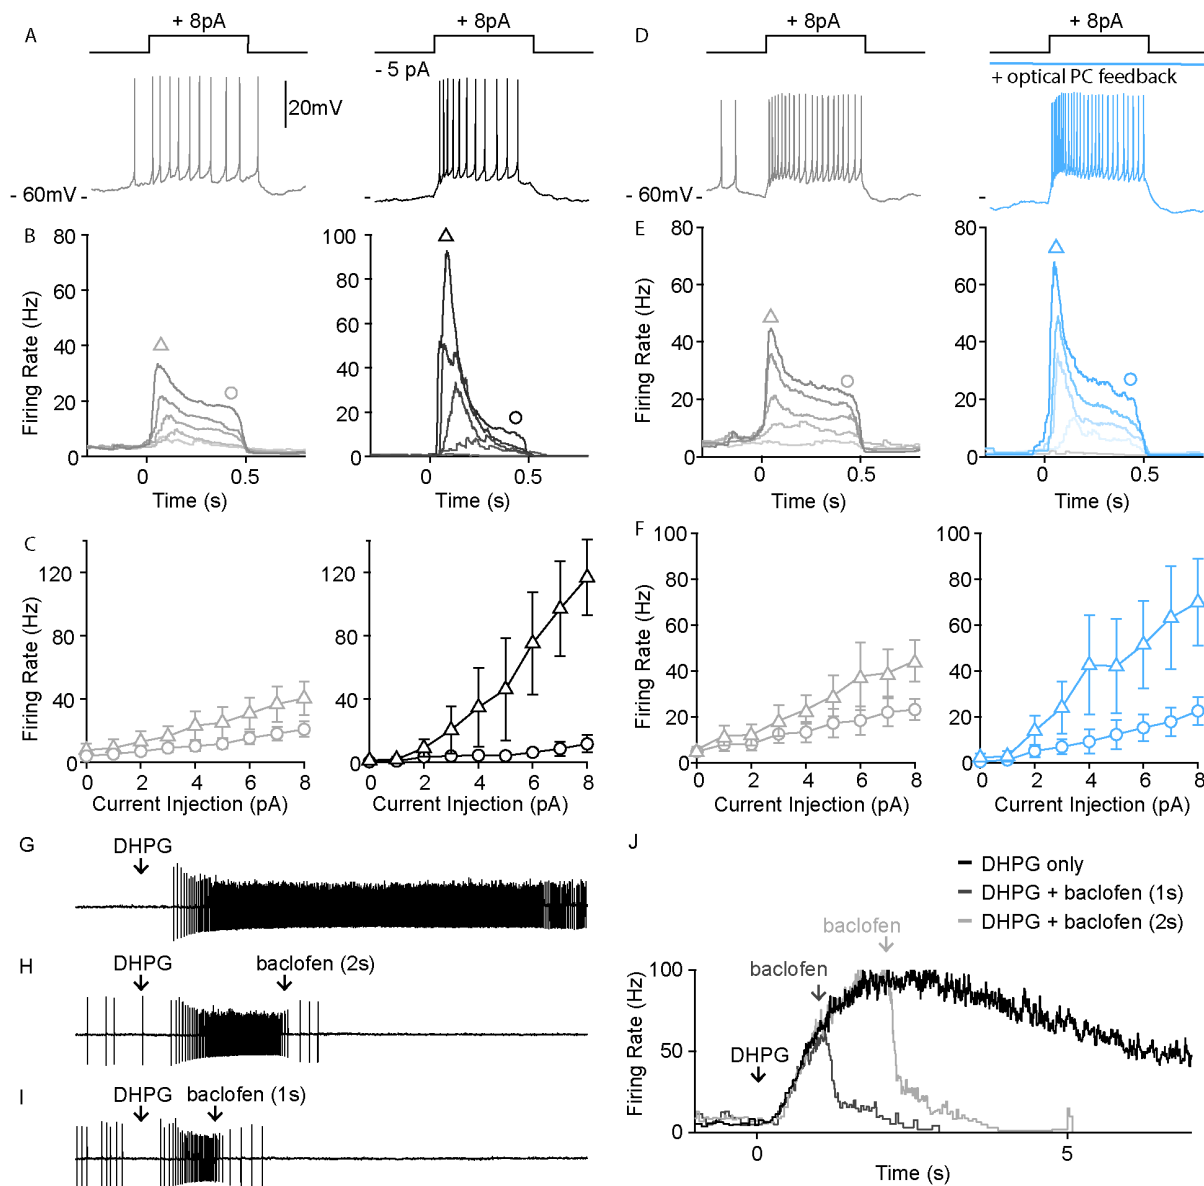 A
+ 8pA
+ 8pA
- 5 pA
20mV
- 60mV -
-
D
+ 8pA
+ 8pA
+ optical PC feedback
- 60mV -
-
B
80
60
40
20
0
Firing Rate (Hz)
0
0.5
Time (s)
100
80
60
40
20
0
0
0.5
Time (s)
E
80
60
40
20
0
Firing Rate (Hz)
0
0.5
Time (s)
80
60
40
20
0
0
0.5
Time (s)
C
120
80
40
0
Firing Rate (Hz)
0 2 4 6 8
Current Injection (pA)
120
80
40
0
0 2 4 6 8
Current Injection (pA)
F
100
80
60
40
20
0
Firing Rate (Hz)
0 2 4 6 8
Current Injection (pA)
100
80
60
40
20
0
0 2 4 6 8
Current Injection (pA)
G
DHPG
H
DHPG
baclofen (2s)
I
DHPG
baclofen (1s)
J
DHPG only
DHPG + baclofen (1s)
DHPG + baclofen (2s)
baclofen
baclofen
DHPG
100
50
0
Firing Rate (Hz)
0
5
Time (s)